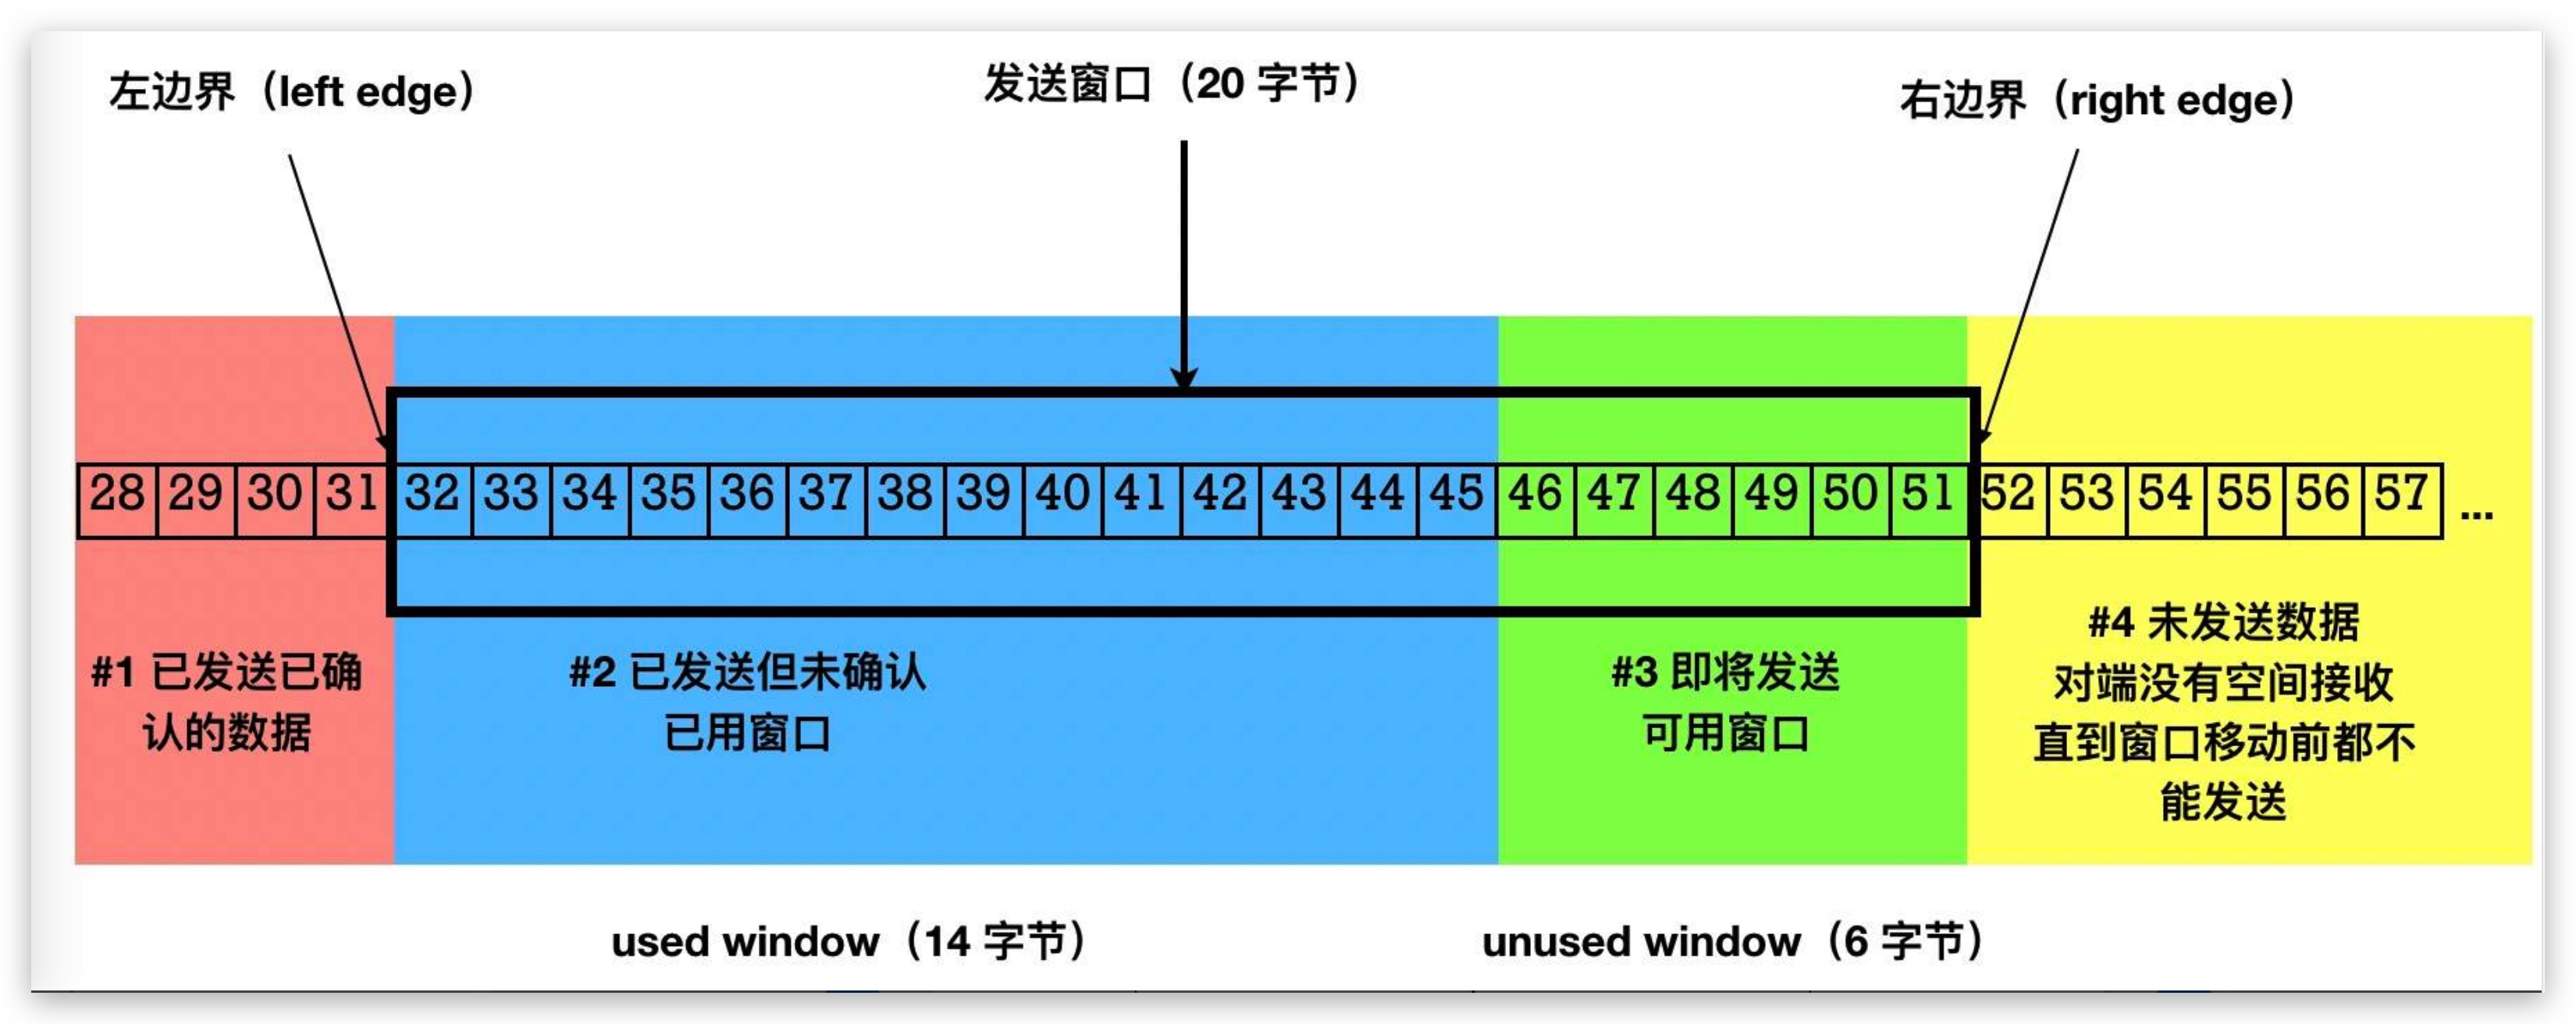 左边界（left edge）
发送窗口（20 字节）
右边界（right edge）
28 29 30 31 32 33 34 35 36 37 38 39 40 41 42 43 44 45 46 47 48 49 50 51 52 53 54 55 56 57 ...
#1 已发送已确
认的数据
#2 已发送但未确认
已用窗口
#3 即将发送
可用窗口
#4 未发送数据
对端没有空间接收
直到窗口移动前都不
能发送
used window（14 字节）
unused window（6 字节）